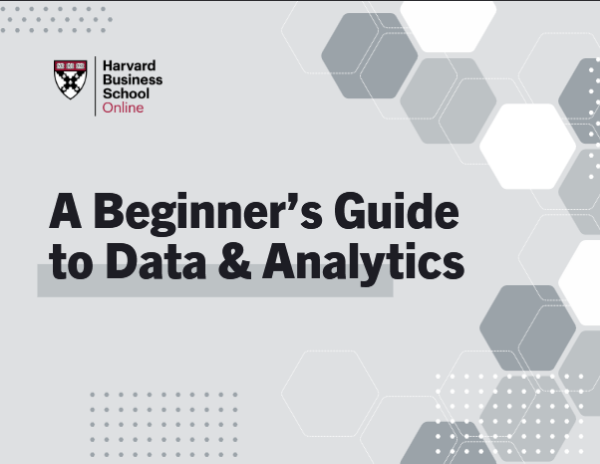 Harvard
Business
School
Online
A Beginner’s Guide
to Data & Analytics